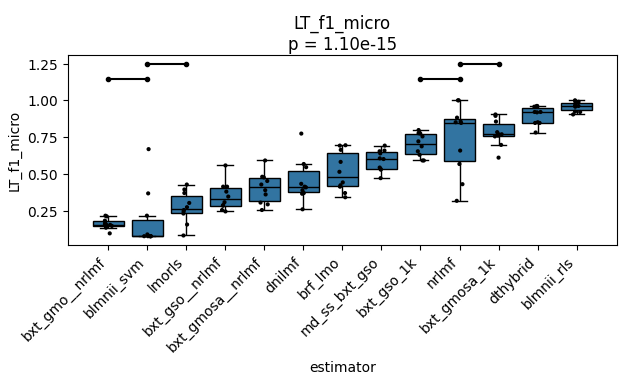 LT_f1_micro
p = 1.10e-15
LT_f1_micro
1.25
1.00
0.75
0.50
0.25
bxt_gmo__nrlmf
blmnii_svm
lmorls
bxt_gso__nrlmf
bxt_gmosa__nrlmf
dnilmf
brf_lmo
md_ss_bxt_gso
bxt_gso_1k
nrlmf
bxt_gmosa_1k
dthybrid
blmnii_rls
estimator